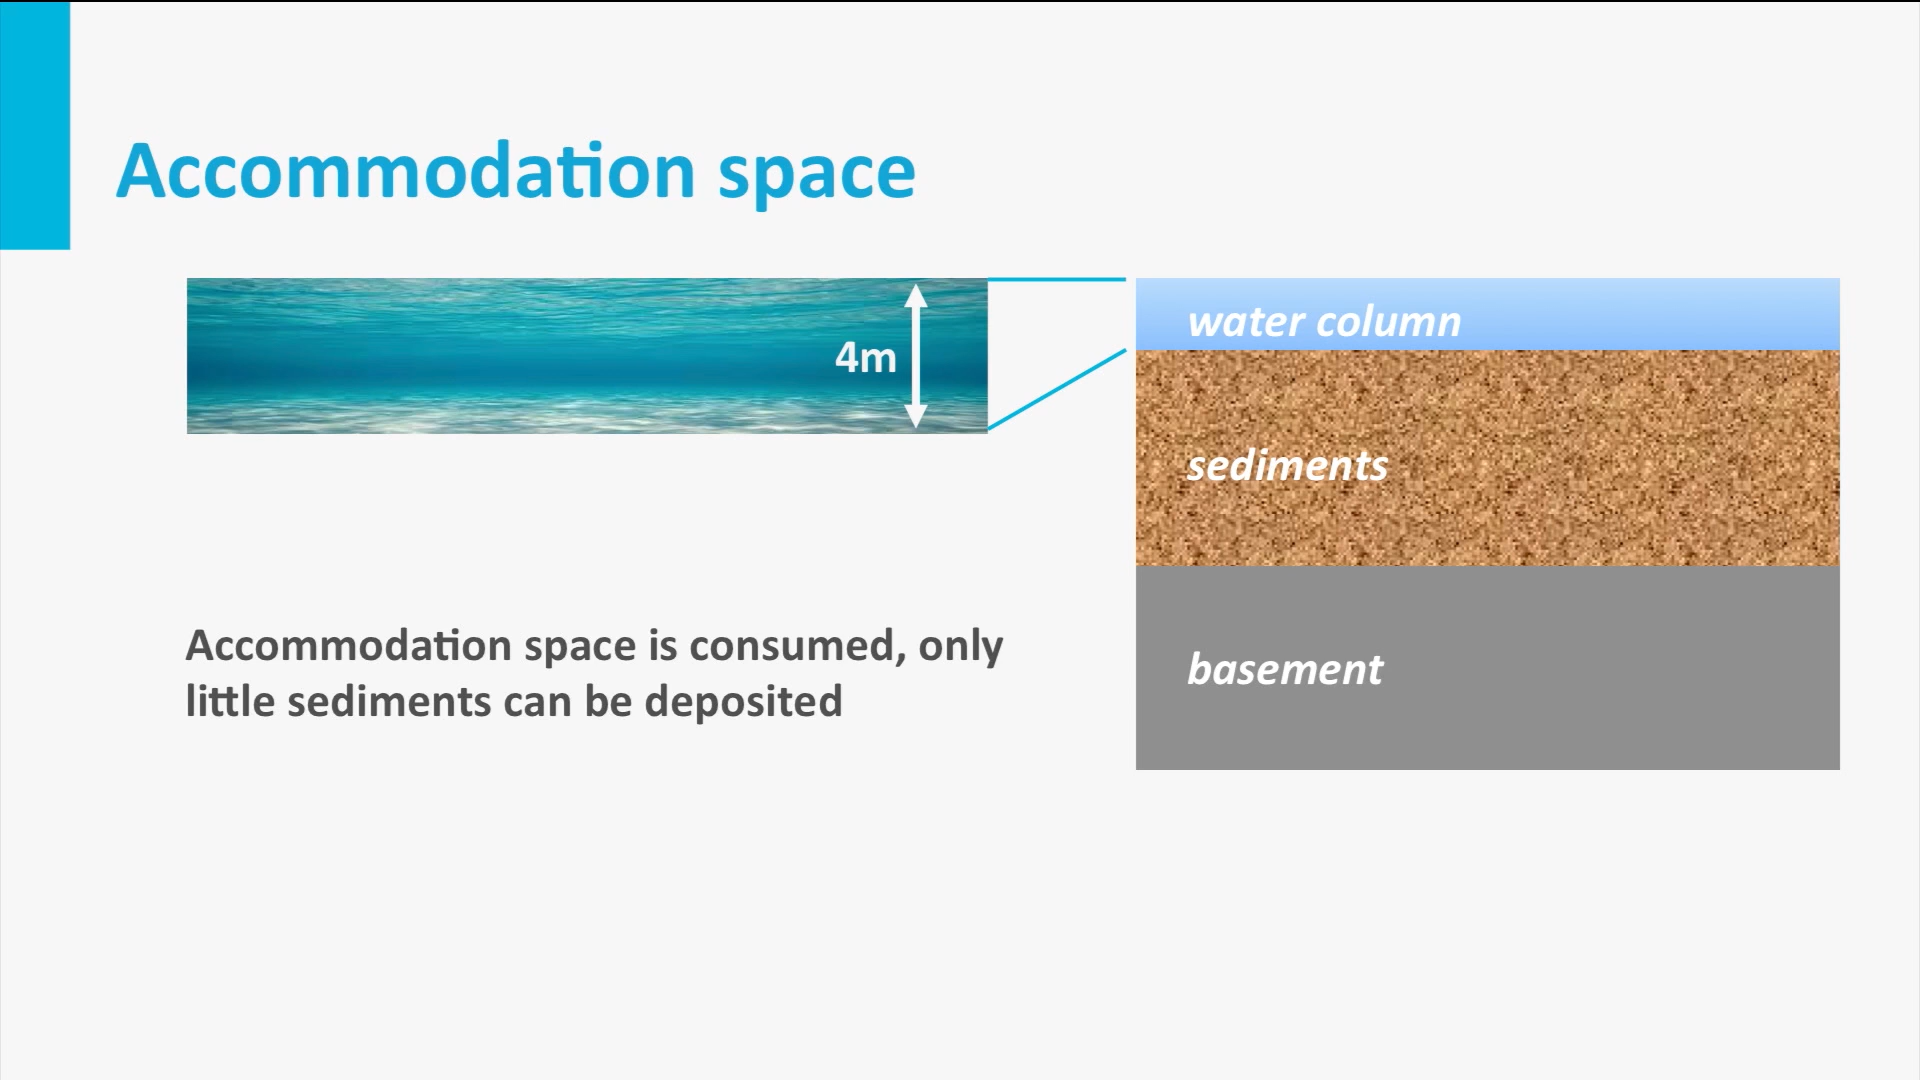 Accommodation space
4m
water column
sediments
basement
Accommodation space is consumed, only
little sediments can be deposited